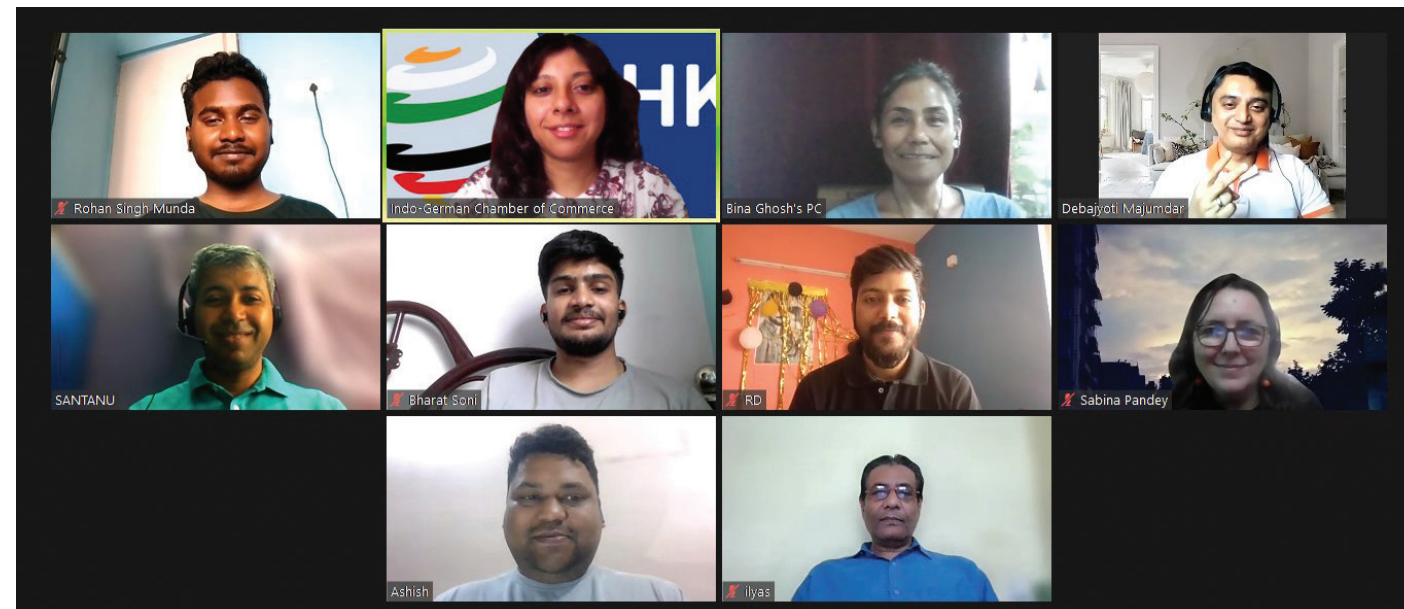 HK
Rohan Singh Munda
Indo-German Chamber of Commerce
Bina Ghosh's PC
Debajyoti Majumdar
SANTANU
Bharat Soni
RD
Sabina Pandey
Ashish
ilyas